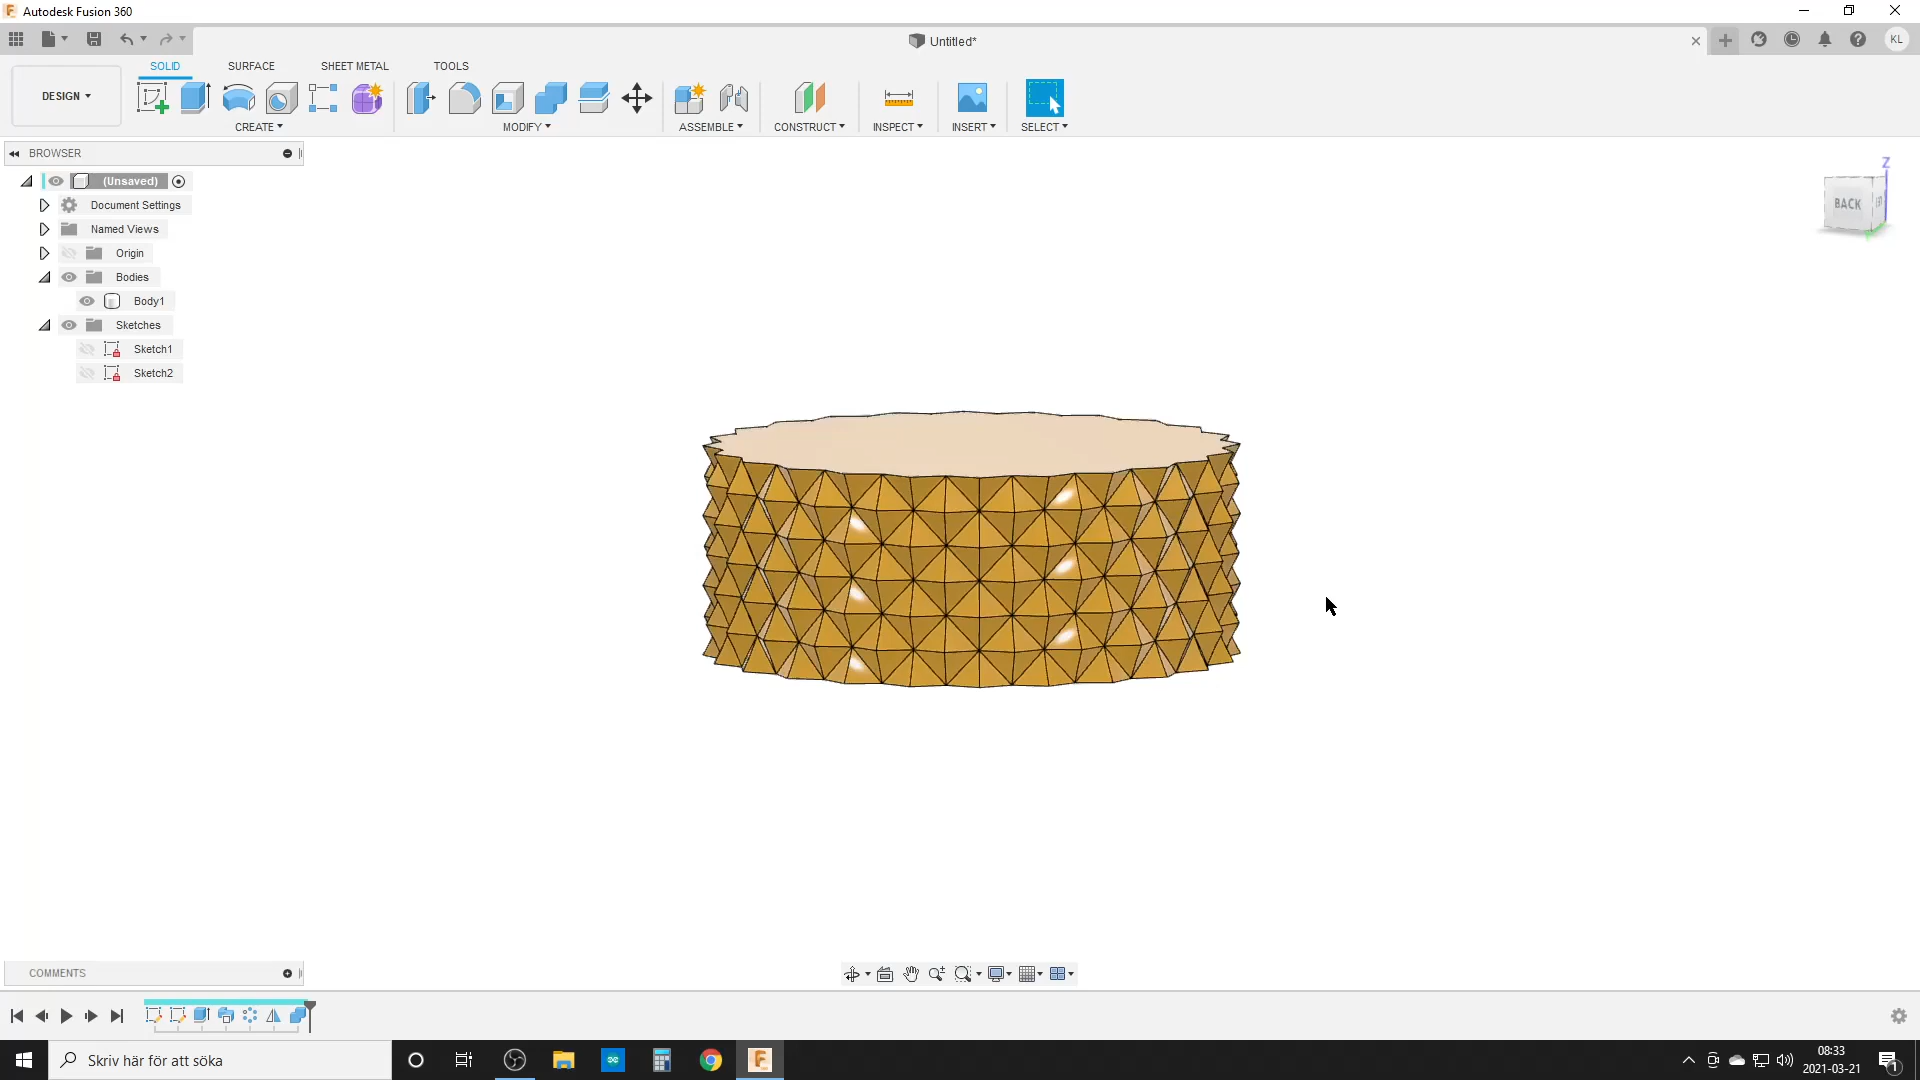 Autodesk Fusion 360
Untitled*
KL
DESIGN
SOLID SURFACE SHEET METAL TOOLS
CREATE MODIFY ASSEMBLE CONSTRUCT INSPECT INSERT SELECT
BROWSER
(Unsaved)
Document Settings
Named Views
Origin
Bodies
Body1
Sketches
Sketch1
Sketch2
Z
BACK
COMMENTS
Skriv här för att söka
08:33
2021-03-21
1